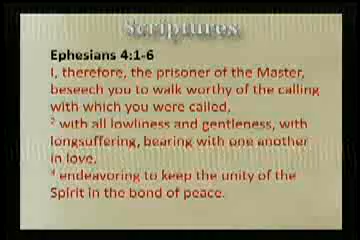 Scriptures
Ephesians 4:1-6
I, therefore, the prisoner of the Master,
beseech you to walk worthy of the calling
with which you were called,
2 with all lowliness and gentleness, with
longsuffering, bearing with one another
in love,
3 endeavoring to keep the unity of the
Spirit in the bond of peace.